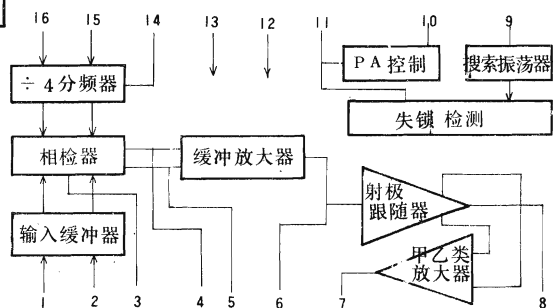 16 15 14 13 12 11 10 9
PA 控制
搜索振荡器
÷4分频器
失锁 检测
相检器
缓冲放大器
射极
跟随器
输入缓冲器
甲乙类
放大器
1 2 3 4 5 6 7 8